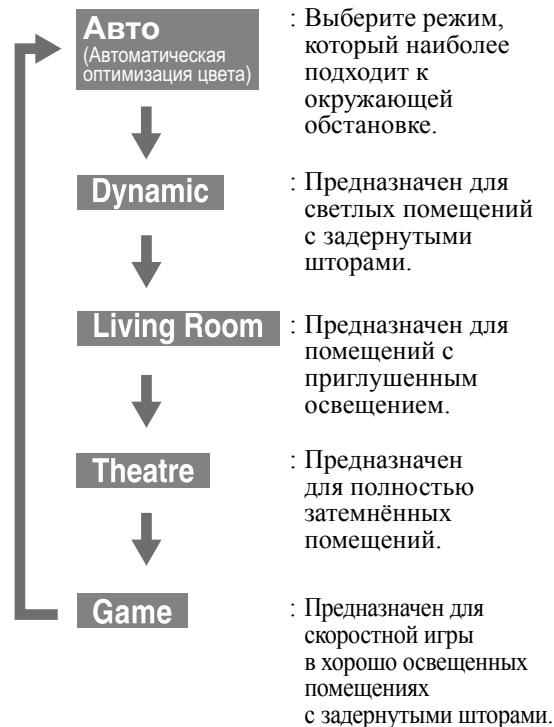 Авто
(Автоматическая
оптимизация цвета)
: Выберите режим,
который наиболее
подходит к
окружающей
обстановке.
Dynamic
: Предназначен для
светлых помещений
с задернутыми
шторами.
Living Room
: Предназначен для
помещений с
приглушенным
освещением.
Theatre
: Предназначен
для полностью
затемнённых
помещений.
Game
: Предназначен для
скоростной игры
в хорошо освещенных
помещениях
с задернутыми шторами.